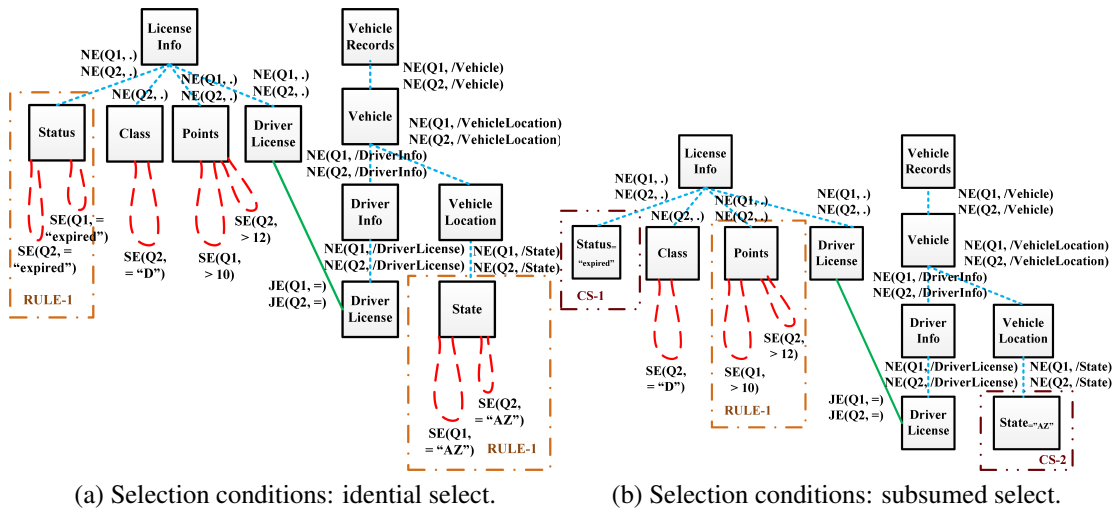 License
Info
NE(Q1, .)
NE(Q2, .)
NE(Q2, .)
NE(Q1, .)
NE(Q2, .)
NE(Q1, .)
NE(Q2, .)
Status
Class
Points
Driver
License
SE(Q1, =
“expired”)
SE(Q2, =
“expired”)
RULE-1
SE(Q2,
= “D”)
SE(Q1,
> 10)
SE(Q2,
> 12)
JE(Q1, =)
JE(Q2, =)
Vehicle
Records
NE(Q1, /Vehicle)
NE(Q2, /Vehicle)
Vehicle
NE(Q1, /VehicleLocation)
NE(Q2, /VehicleLocation)
NE(Q1, /DriverInfo)
NE(Q2, /DriverInfo)
Driver
Info
Vehicle
Location
NE(Q1, /DriverLicense)
NE(Q2, /DriverLicense)
NE(Q1, /State)
NE(Q2, /State)
Driver
License
State
SE(Q1,
= “AZ”)
SE(Q2,
= “AZ”)
RULE-1
(a) Selection conditions: idential select.
License
Info
NE(Q1, .)
NE(Q2, .)
NE(Q2, .)
NE(Q1, .)
NE(Q2, .)
NE(Q1, .)
NE(Q2, .)
Status=
“expired”
CS-1
Class
Points
Driver
License
SE(Q2,
= “D”)
SE(Q1,
> 10)
SE(Q2,
> 12)
RULE-1
JE(Q1, =)
JE(Q2, =)
Vehicle
Records
NE(Q1, /Vehicle)
NE(Q2, /Vehicle)
Vehicle
NE(Q1, /VehicleLocation)
NE(Q2, /VehicleLocation)
NE(Q1, /DriverInfo)
NE(Q2, /DriverInfo)
Driver
Info
Vehicle
Location
NE(Q1, /DriverLicense)
NE(Q2, /DriverLicense)
NE(Q1, /State)
NE(Q2, /State)
Driver
License
State=”AZ”
CS-2
(b) Selection conditions: subsumed select.